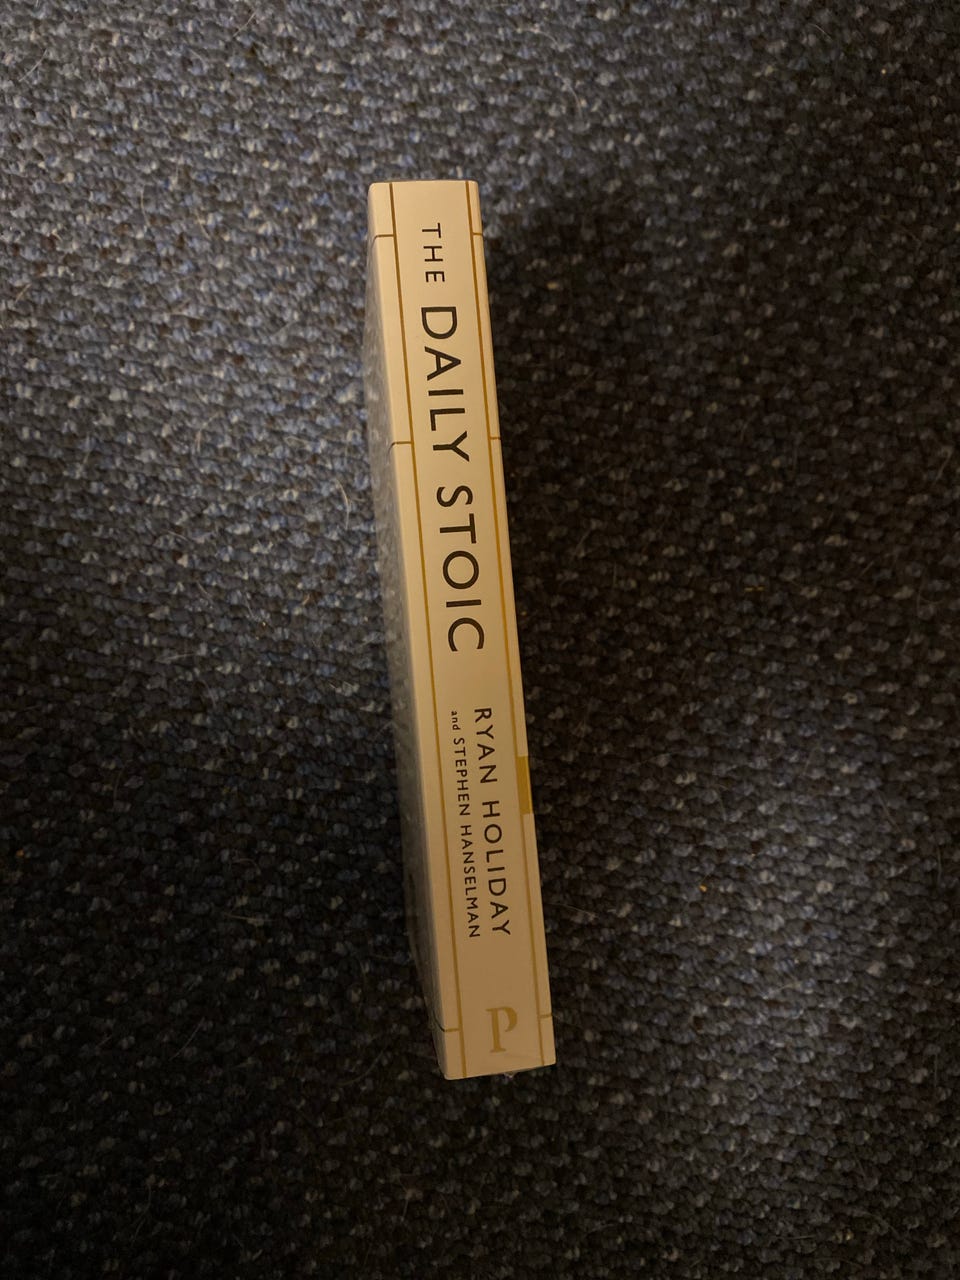 THE DAILY STOIC
RYAN HOLIDAY
and STEPHEN HANSELMAN
P